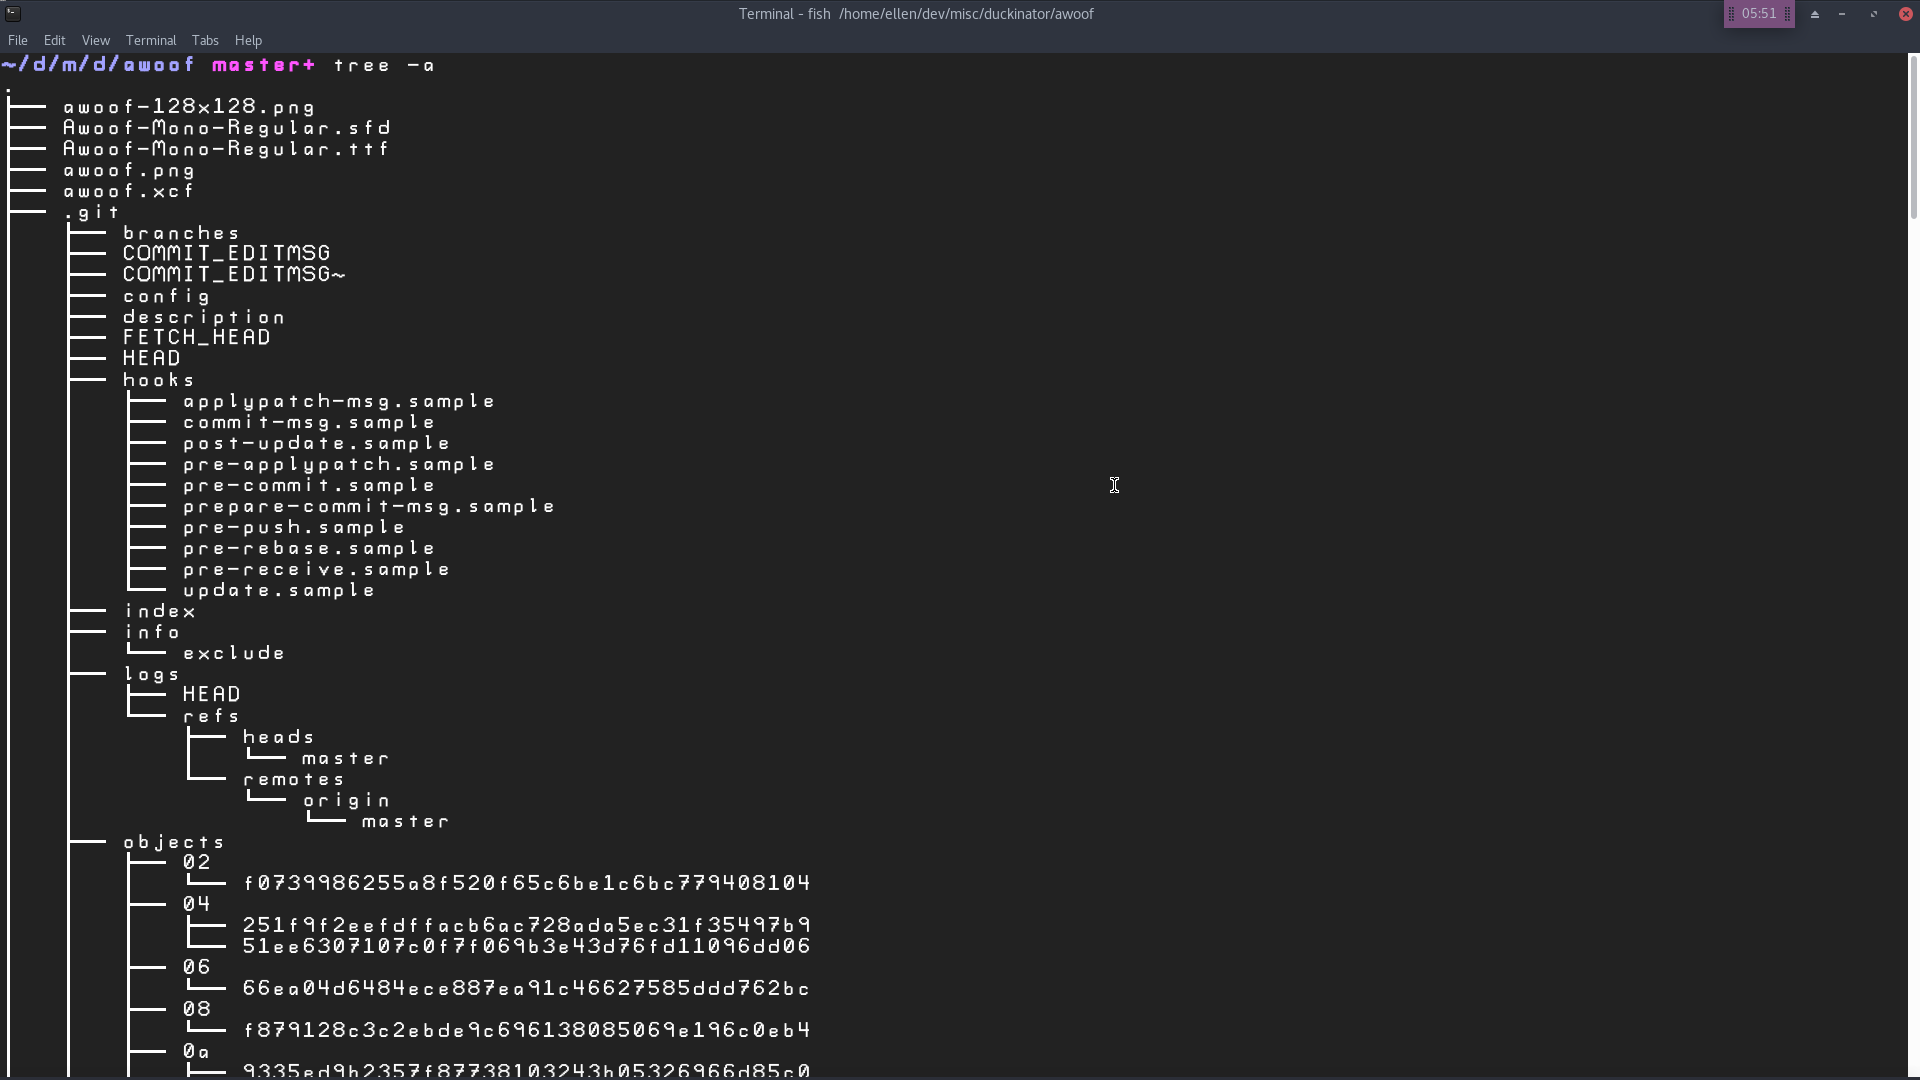 Terminal - fish /home/ellen/dev/misc/duckinator/awoof
05:51
File Edit View Terminal Tabs Help
~/d/m/d/awoof master+ tree -a
.
├── awoof-128x128.png
├── Awoof-Mono-Regular.sfd
├── Awoof-Mono-Regular.ttf
├── awoof.png
├── awoof.xcf
├── .git
│   ├── branches
│   ├── COMMIT_EDITMSG
│   ├── COMMIT_EDITMSG~
│   ├── config
│   ├── description
│   ├── FETCH_HEAD
│   ├── HEAD
│   ├── hooks
│   │   ├── applypatch-msg.sample
│   │   ├── commit-msg.sample
│   │   ├── post-update.sample
│   │   ├── pre-applypatch.sample
│   │   ├── pre-commit.sample
│   │   ├── prepare-commit-msg.sample
│   │   ├── pre-push.sample
│   │   ├── pre-rebase.sample
│   │   ├── pre-receive.sample
│   │   └── update.sample
│   ├── index
│   ├── info
│   │   └── exclude
│   ├── logs
│   │   ├── HEAD
│   │   └── refs
│   │       ├── heads
│   │       │   └── master
│   │       └── remotes
│   │           └── origin
│   │               └── master
│   ├── objects
│   │   ├── 02
│   │   │   └── f0739986255a8f520f65c6be1c6bc779408104
│   │   ├── 04
│   │   │   ├── 251f9f2eefdffacb6ac728ada5ec31f35497b9
│   │   │   └── 51ee6307107c0f7f069b3e43d76fd11096dd06
│   │   ├── 06
│   │   │   └── 66ea04d6484ece887ea91c46627585ddd762bc
│   │   ├── 08
│   │   │   └── f879128c3c2ebde9c696138085069e196c0eb4
│   │   ├── 0a
│   │   │   ├── 9335ed9b2357f87738103243b05326966d85c0